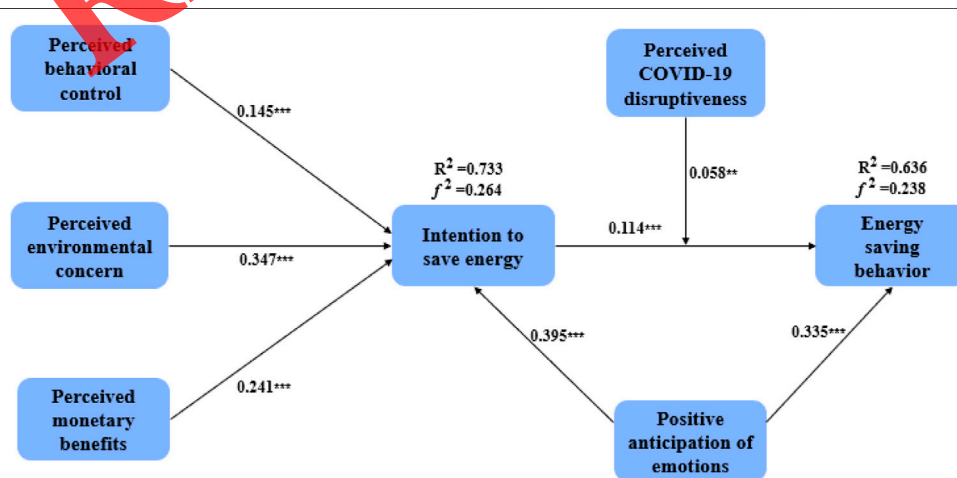 Perceived
behavioral
control
Perceived
COVID-19
disruptiveness
0.145***
R² =0.733
f² =0.264
0.058**
R² =0.636
f² =0.238
Perceived
environmental
concern
0.347***
Intention to
save energy
0.114***
Energy
saving
behavior
0.241***
0.395***
0.335***
Perceived
monetary
benefits
Positive
anticipation of
emotions